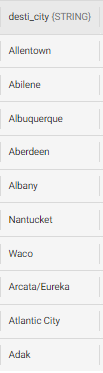 desti_city (STRING)
Allentown
Abilene
Albuquerque
Aberdeen
Albany
Nantucket
Waco
Arcata/Eureka
Atlantic City
Adak